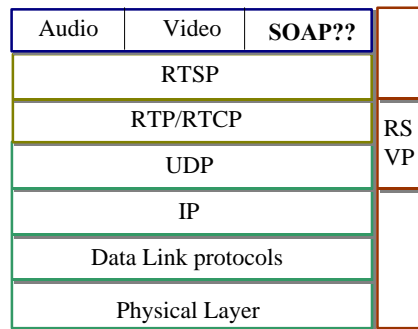 Audio Video SOAP??
RTSP
RTP/RTCP
UDP
IP
Data Link protocols
Physical Layer
RS
VP